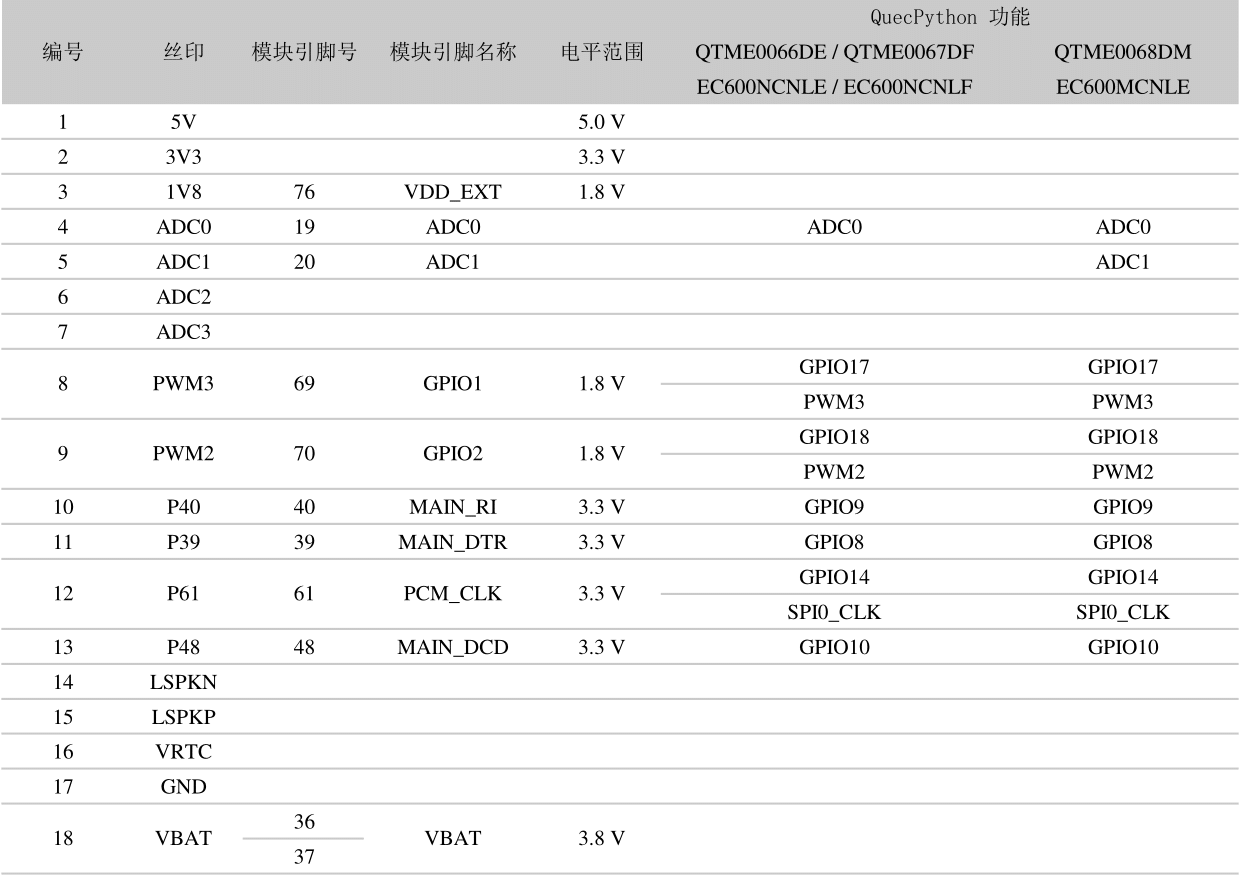 QuecPython 功能
编号 丝印 模块引脚号 模块引脚名称 电平范围 QTME0066DE / QTME0067DF QTME0068DM
EC600NCNLE / EC600NCNLF EC600MCNLE
1 5V 5.0 V
2 3V3 3.3 V
3 1V8 76 VDD_EXT 1.8 V
4 ADC0 19 ADC0 ADC0 ADC0
5 ADC1 20 ADC1 ADC1
6 ADC2
7 ADC3
GPIO17 GPIO17
8 PWM3 69 GPIO1 1.8 V
PWM3 PWM3
GPIO18 GPIO18
9 PWM2 70 GPIO2 1.8 V
PWM2 PWM2
10 P40 40 MAIN_RI 3.3 V GPIO9 GPIO9
11 P39 39 MAIN_DTR 3.3 V GPIO8 GPIO8
GPIO14 GPIO14
12 P61 61 PCM_CLK 3.3 V
SPI0_CLK SPI0_CLK
13 P48 48 MAIN_DCD 3.3 V GPIO10 GPIO10
14 LSPKN
15 LSPKP
16 VRTC
17 GND
36
18 VBAT VBAT 3.8 V
37